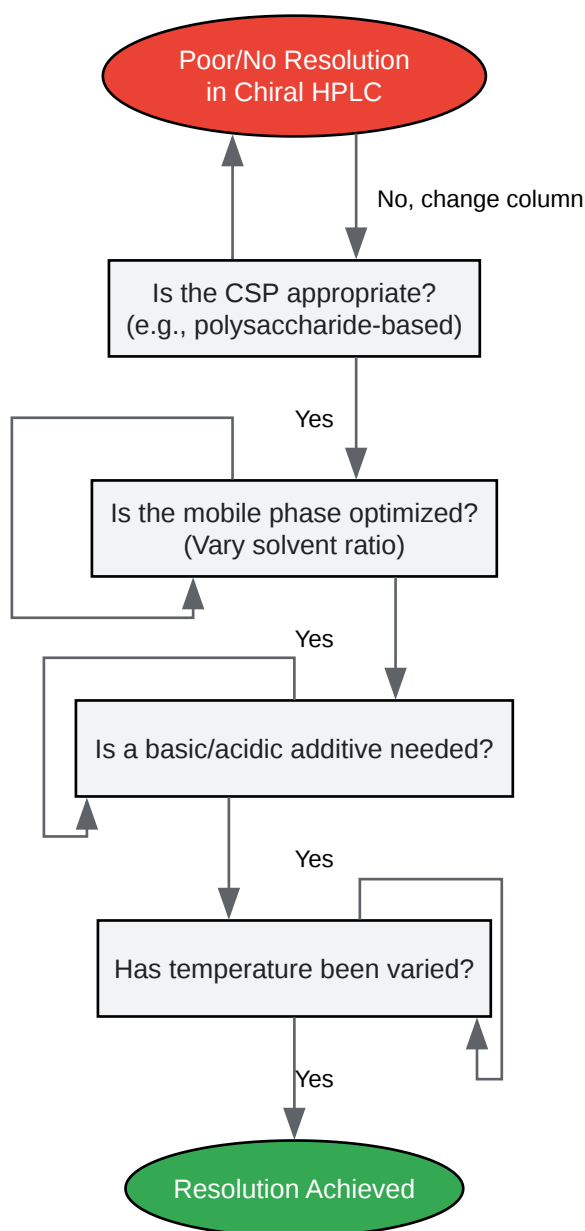 Poor/No Resolution
in Chiral HPLC
No, change column
Is the CSP appropriate?
(e.g., polysaccharide-based)
Yes
Is the mobile phase optimized?
(Vary solvent ratio)
Yes
Is a basic/acidic additive needed?
Yes
Has temperature been varied?
Yes
Resolution Achieved